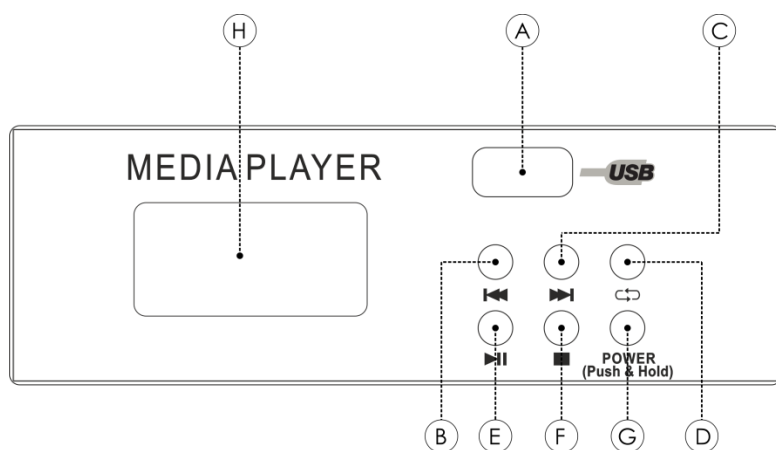 H A C
MEDIA PLAYER
USB
POWER
(Push & Hold)
B E F G D